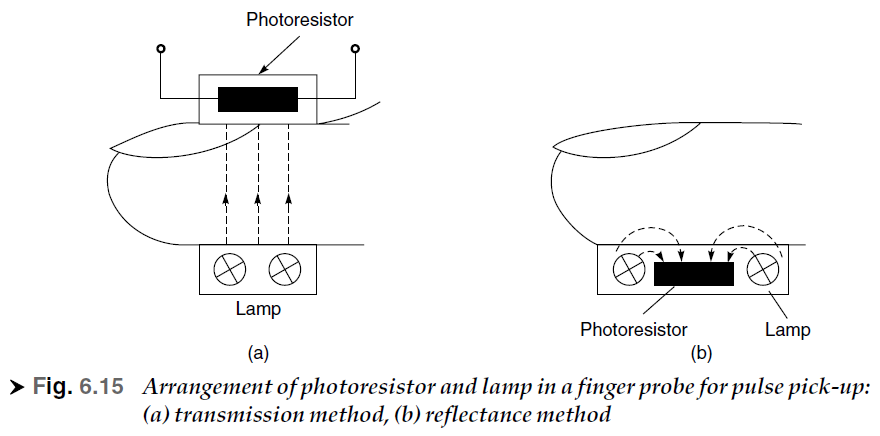 Photoresistor
Lamp
(a)
Photoresistor
Lamp
(b)
➤ Fig. 6.15 Arrangement of photoresistor and lamp in a finger probe for pulse pick-up:
(a) transmission method, (b) reflectance method